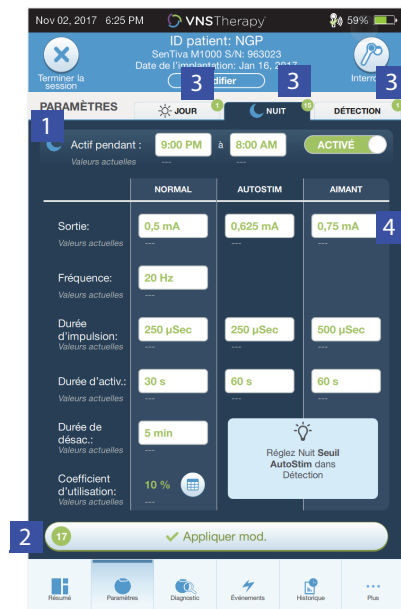 Nov 02, 2017 6:25 PM VNSTherapy 59%
ID patient: NGP
SenTiva M1000 S/N: 963023
Date de l'implantation: Jan 16, 2017
Terminer la session
3 3 3
PARAMÈTRES
JOUR 1
NUIT 15
DÉTECTION 1
1
Actif pendant : 9:00 PM à 8:00 AM ACTIVÉ
Valeurs actuelles --- ---
NORMAL AUTOSTIM AIMANT
Sortie: 0,5 mA 0,625 mA 0,75 mA 4
Valeurs actuelles --- --- ---
Fréquence: 20 Hz
Valeurs actuelles ---
Durée
d'impulsion: 250 µSec 250 µSec 500 µSec
Valeurs actuelles --- --- ---
Durée d'activ.: 30 s 60 s 60 s
Valeurs actuelles --- --- ---
Durée de
désac.: 5 min
Valeurs actuelles ---
Réglez Nuit Seuil
AutoStim dans
Détection
Coefficient
d'utilisation: 10 %
Valeurs actuelles ---
2 17 Appliquer mod.
Résumé Paramètres Diagnostic Événements Historique Plus